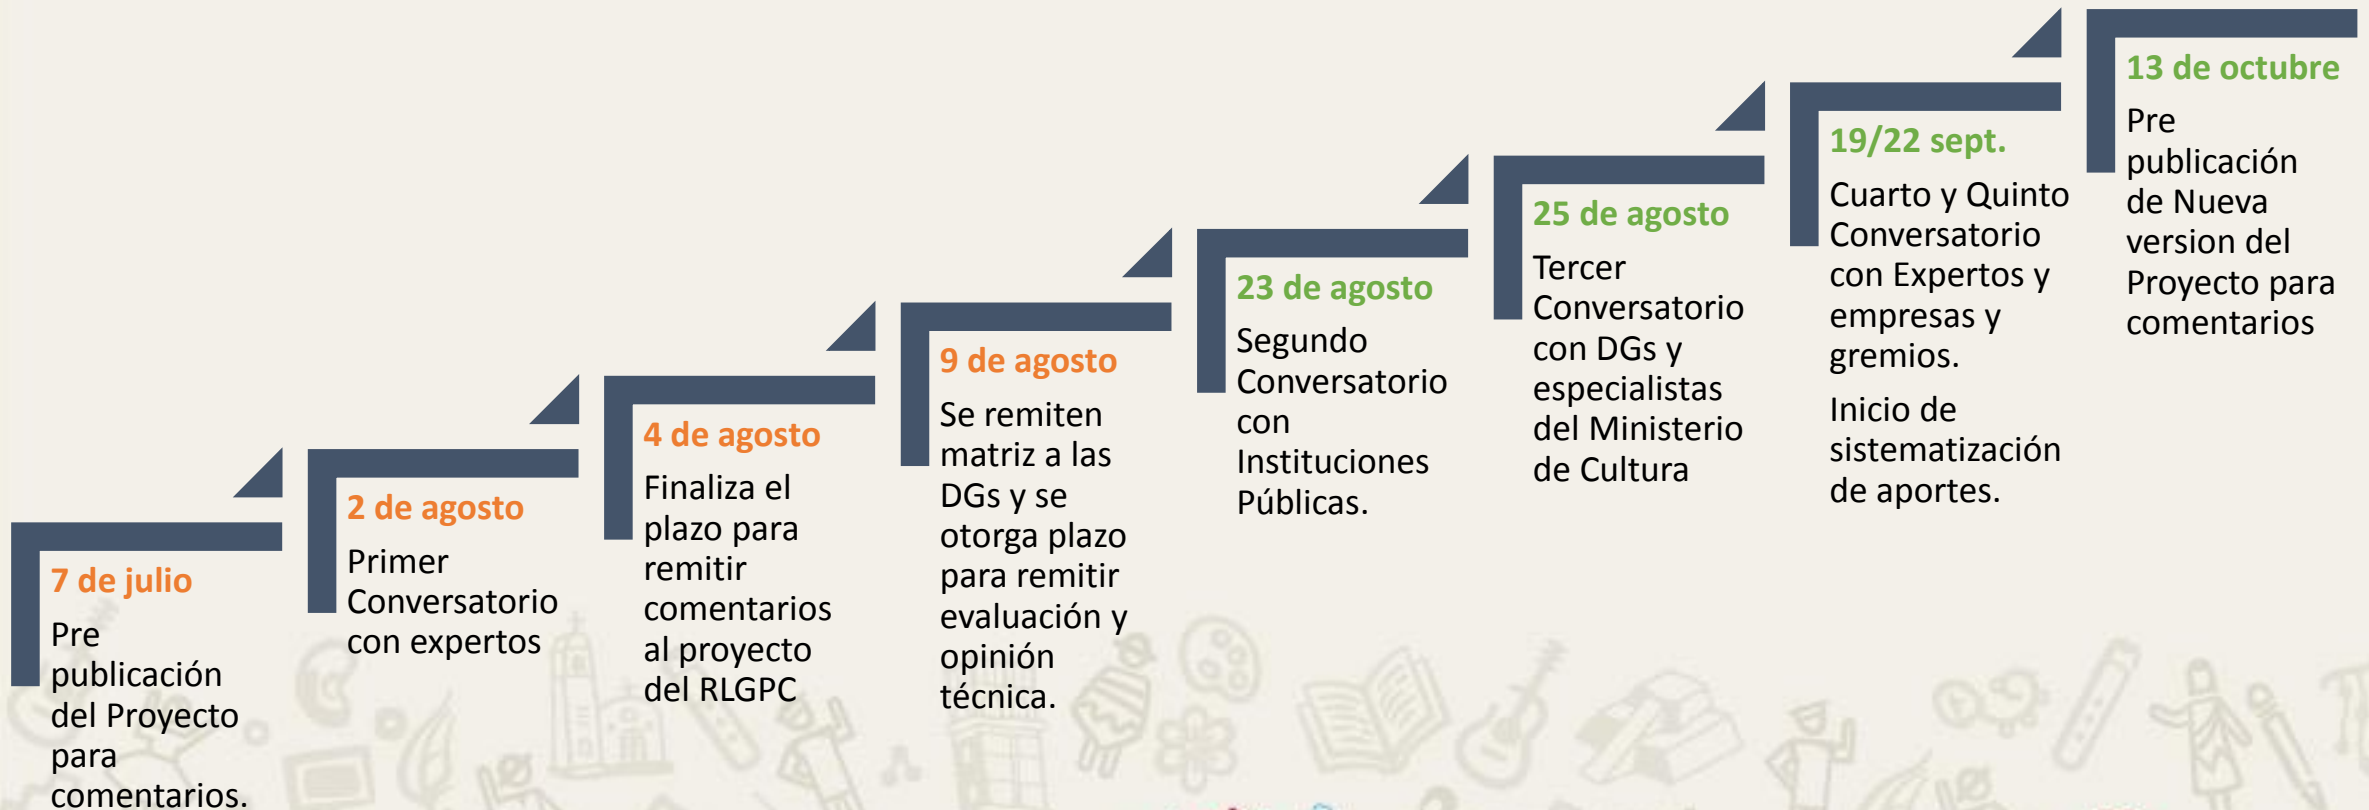 7 de julio
Pre
publicación
del Proyecto
para
comentarios.
2 de agosto
Primer
Conversatorio
con expertos
4 de agosto
Finaliza el
plazo para
remitir
comentarios
al proyecto
del RLGPC
9 de agosto
Se remiten
matriz a las
DGs y se
otorga plazo
para remitir
evaluación y
opinión
técnica.
23 de agosto
Segundo
Conversatorio
con
Instituciones
Públicas.
25 de agosto
Tercer
Conversatorio
con DGs y
especialistas
del Ministerio
de Cultura
19/22 sept.
Cuarto y Quinto
Conversatorio
con Expertos y
empresas y
gremios.
Inicio de
sistematización
de aportes.
13 de octubre
Pre
publicación
de Nueva
version del
Proyecto para
comentarios